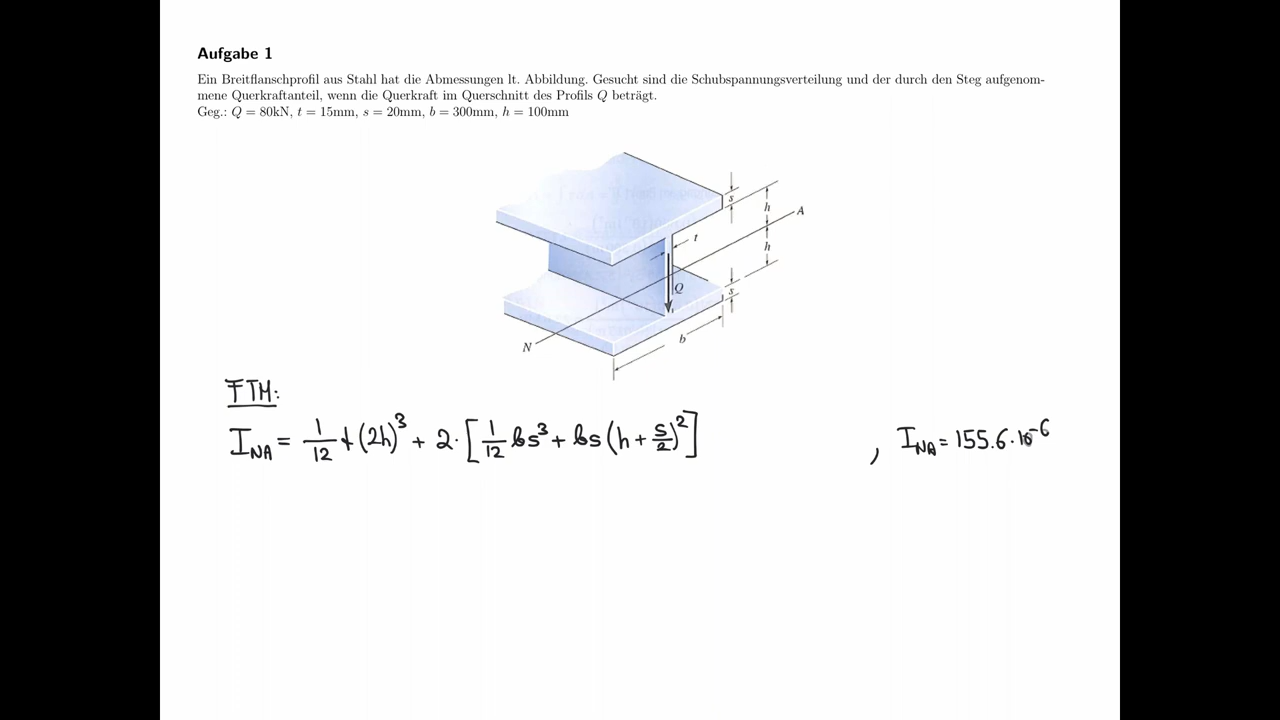 Aufgabe 1
Ein Breitflanschprofil aus Stahl hat die Abmessungen lt. Abbildung. Gesucht sind die Schubspannungsverteilung und der durch den Steg aufgenom-
mene Querkraftanteil, wenn die Querkraft im Querschnitt des Profils Q beträgt.
Geg.: Q = 80kN, t = 15mm, s = 20mm, b = 300mm, h = 100mm
s
h
A
t
h
Q
s
b
N
FTM:
I_NA = 1/12 t(2h)^3 + 2·[1/12 bs^3 + bs(h + s/2)^2] , I_NA = 155.6·10^-6